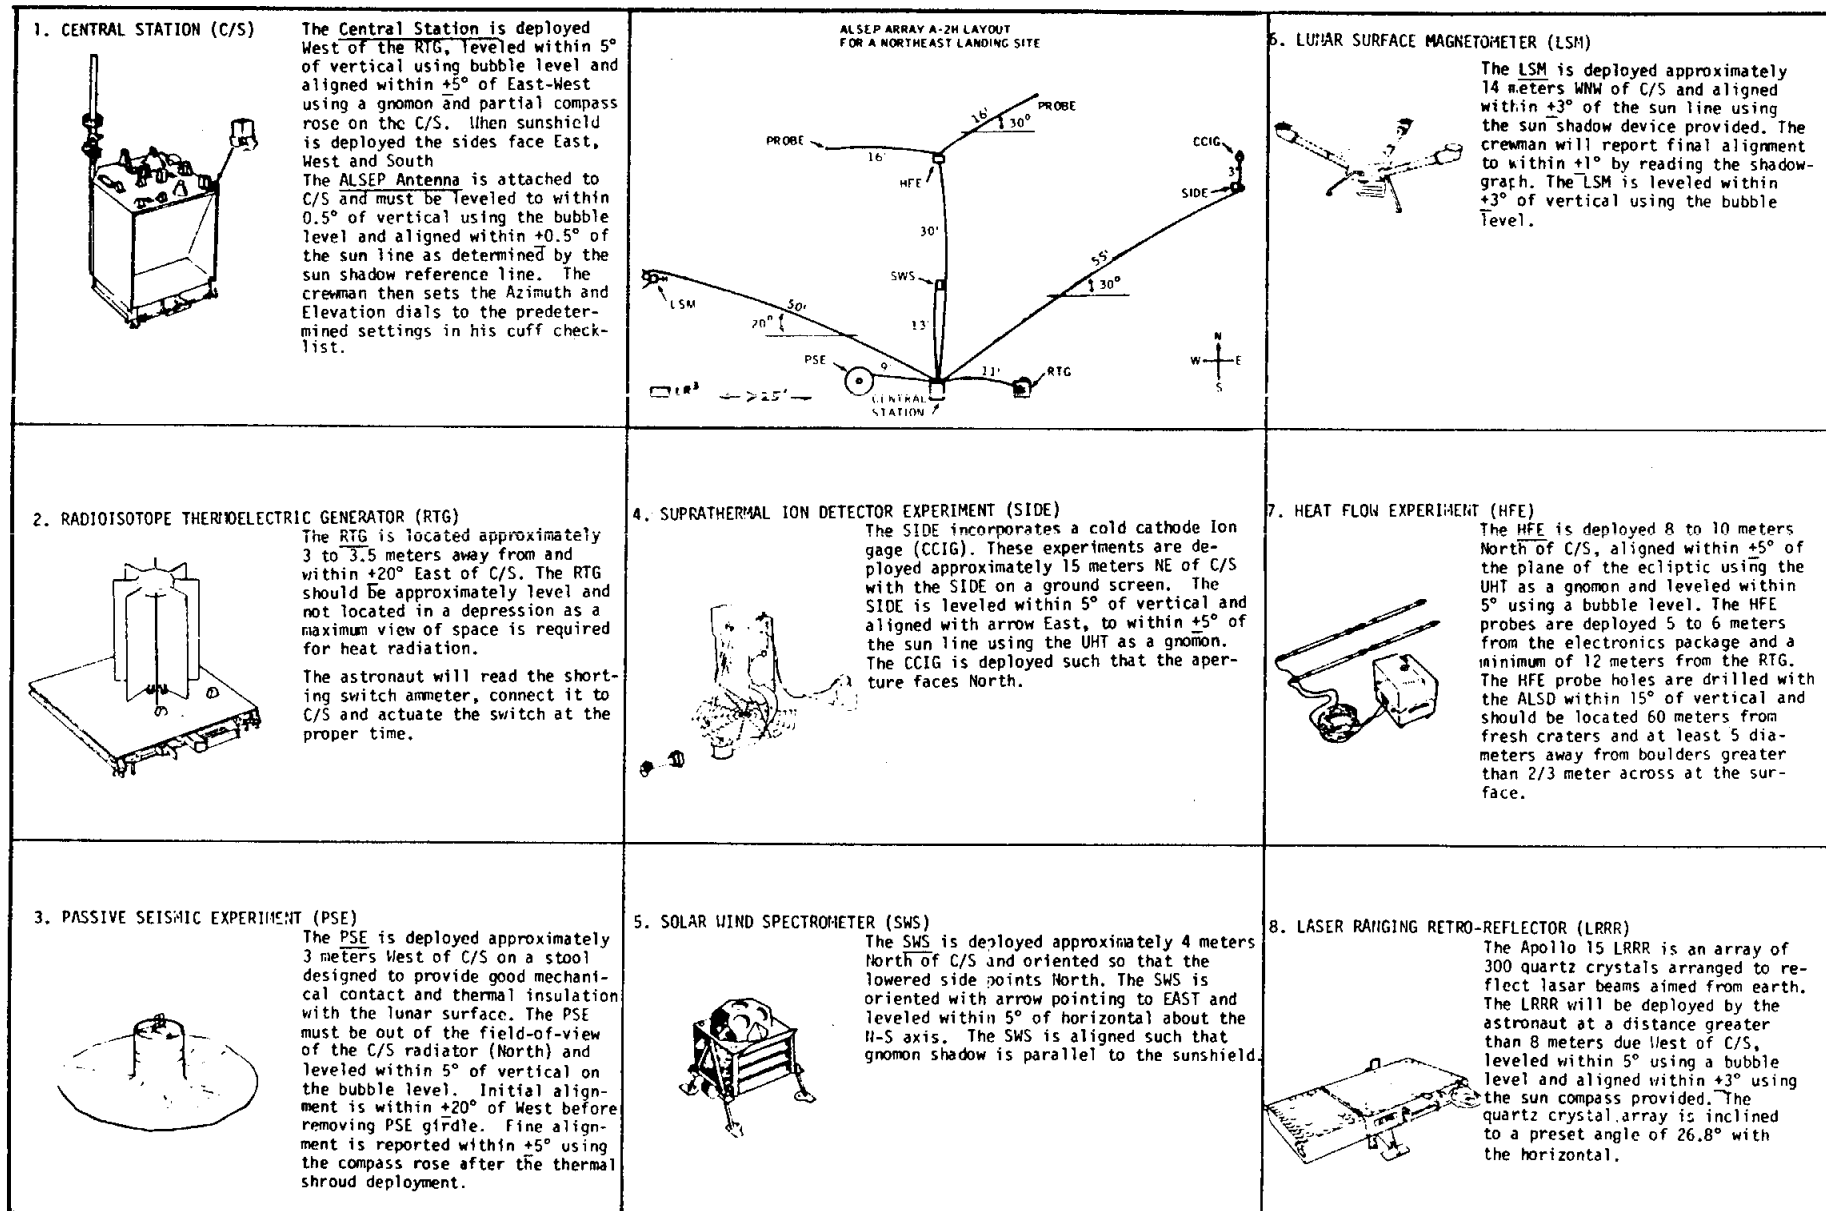 1. CENTRAL STATION (C/S)
The Central Station is deployed
West of the RTG, leveled within 5°
of vertical using bubble level and
aligned within ±5° of East-West
using a gnomon and partial compass
rose on the C/S. When sunshield
is deployed the sides face East,
West and South
The ALSEP Antenna is attached to
C/S and must be leveled to within
0.5° of vertical using the bubble
level and aligned within ±0.5° of
the sun line as determined by the
sun shadow reference line. The
crewman then sets the Azimuth and
Elevation dials to the predeter-
mined settings in his cuff check-
list.
ALSEP ARRAY A-2H LAYOUT
FOR A NORTHEAST LANDING SITE
PROBE
16'
30°
PROBE
16'
HFE
CCIG
3'
SIDE
30'
55'
30°
SWS
LSM
50'
20°
13'
PSE
9'
11'
RTG
LR³
>25'
CENTRAL
STATION
N
W E
S
6. LUNAR SURFACE MAGNETOMETER (LSM)
The LSM is deployed approximately
14 meters WNW of C/S and aligned
within ±3° of the sun line using
the sun shadow device provided. The
crewman will report final alignment
to within ±1° by reading the shadow-
graph. The LSM is leveled within
±3° of vertical using the bubble
level.
2. RADIOISOTOPE THERMOELECTRIC GENERATOR (RTG)
The RTG is located approximately
3 to 3.5 meters away from and
within ±20° East of C/S. The RTG
should be approximately level and
not located in a depression as a
maximum view of space is required
for heat radiation.
The astronaut will read the short-
ing switch ammeter, connect it to
C/S and actuate the switch at the
proper time.
4. SUPRATHERMAL ION DETECTOR EXPERIMENT (SIDE)
The SIDE incorporates a cold cathode Ion
gage (CCIG). These experiments are de-
ployed approximately 15 meters NE of C/S
with the SIDE on a ground screen. The
SIDE is leveled within 5° of vertical and
aligned with arrow East, to within ±5° of
the sun line using the UHT as a gnomon.
The CCIG is deployed such that the aper-
ture faces North.
7. HEAT FLOW EXPERIMENT (HFE)
The HFE is deployed 8 to 10 meters
North of C/S, aligned within ±5° of
the plane of the ecliptic using the
UHT as a gnomon and leveled within
5° using a bubble level. The HFE
probes are deployed 5 to 6 meters
from the electronics package and a
minimum of 12 meters from the RTG.
The HFE probe holes are drilled with
the ALSD within 15° of vertical and
should be located 60 meters from
fresh craters and at least 5 dia-
meters away from boulders greater
than 2/3 meter across at the sur-
face.
3. PASSIVE SEISMIC EXPERIMENT (PSE)
The PSE is deployed approximately
3 meters West of C/S on a stool
designed to provide good mechani-
cal contact and thermal insulation
with the lunar surface. The PSE
must be out of the field-of-view
of the C/S radiator (North) and
leveled within 5° of vertical on
the bubble level. Initial align-
ment is within ±20° of West before
removing PSE girdle. Fine align-
ment is reported within ±5° using
the compass rose after the thermal
shroud deployment.
5. SOLAR WIND SPECTROMETER (SWS)
The SWS is deployed approximately 4 meters
North of C/S and oriented so that the
lowered side points North. The SWS is
oriented with arrow pointing to EAST and
leveled within 5° of horizontal about the
N-S axis. The SWS is aligned such that
gnomon shadow is parallel to the sunshield.
8. LASER RANGING RETRO-REFLECTOR (LRRR)
The Apollo 15 LRRR is an array of
300 quartz crystals arranged to re-
flect lasar beams aimed from earth.
The LRRR will be deployed by the
astronaut at a distance greater
than 8 meters due West of C/S,
leveled within 5° using a bubble
level and aligned within ±3° using
the sun compass provided. The
quartz crystal array is inclined
to a preset angle of 26.8° with
the horizontal.